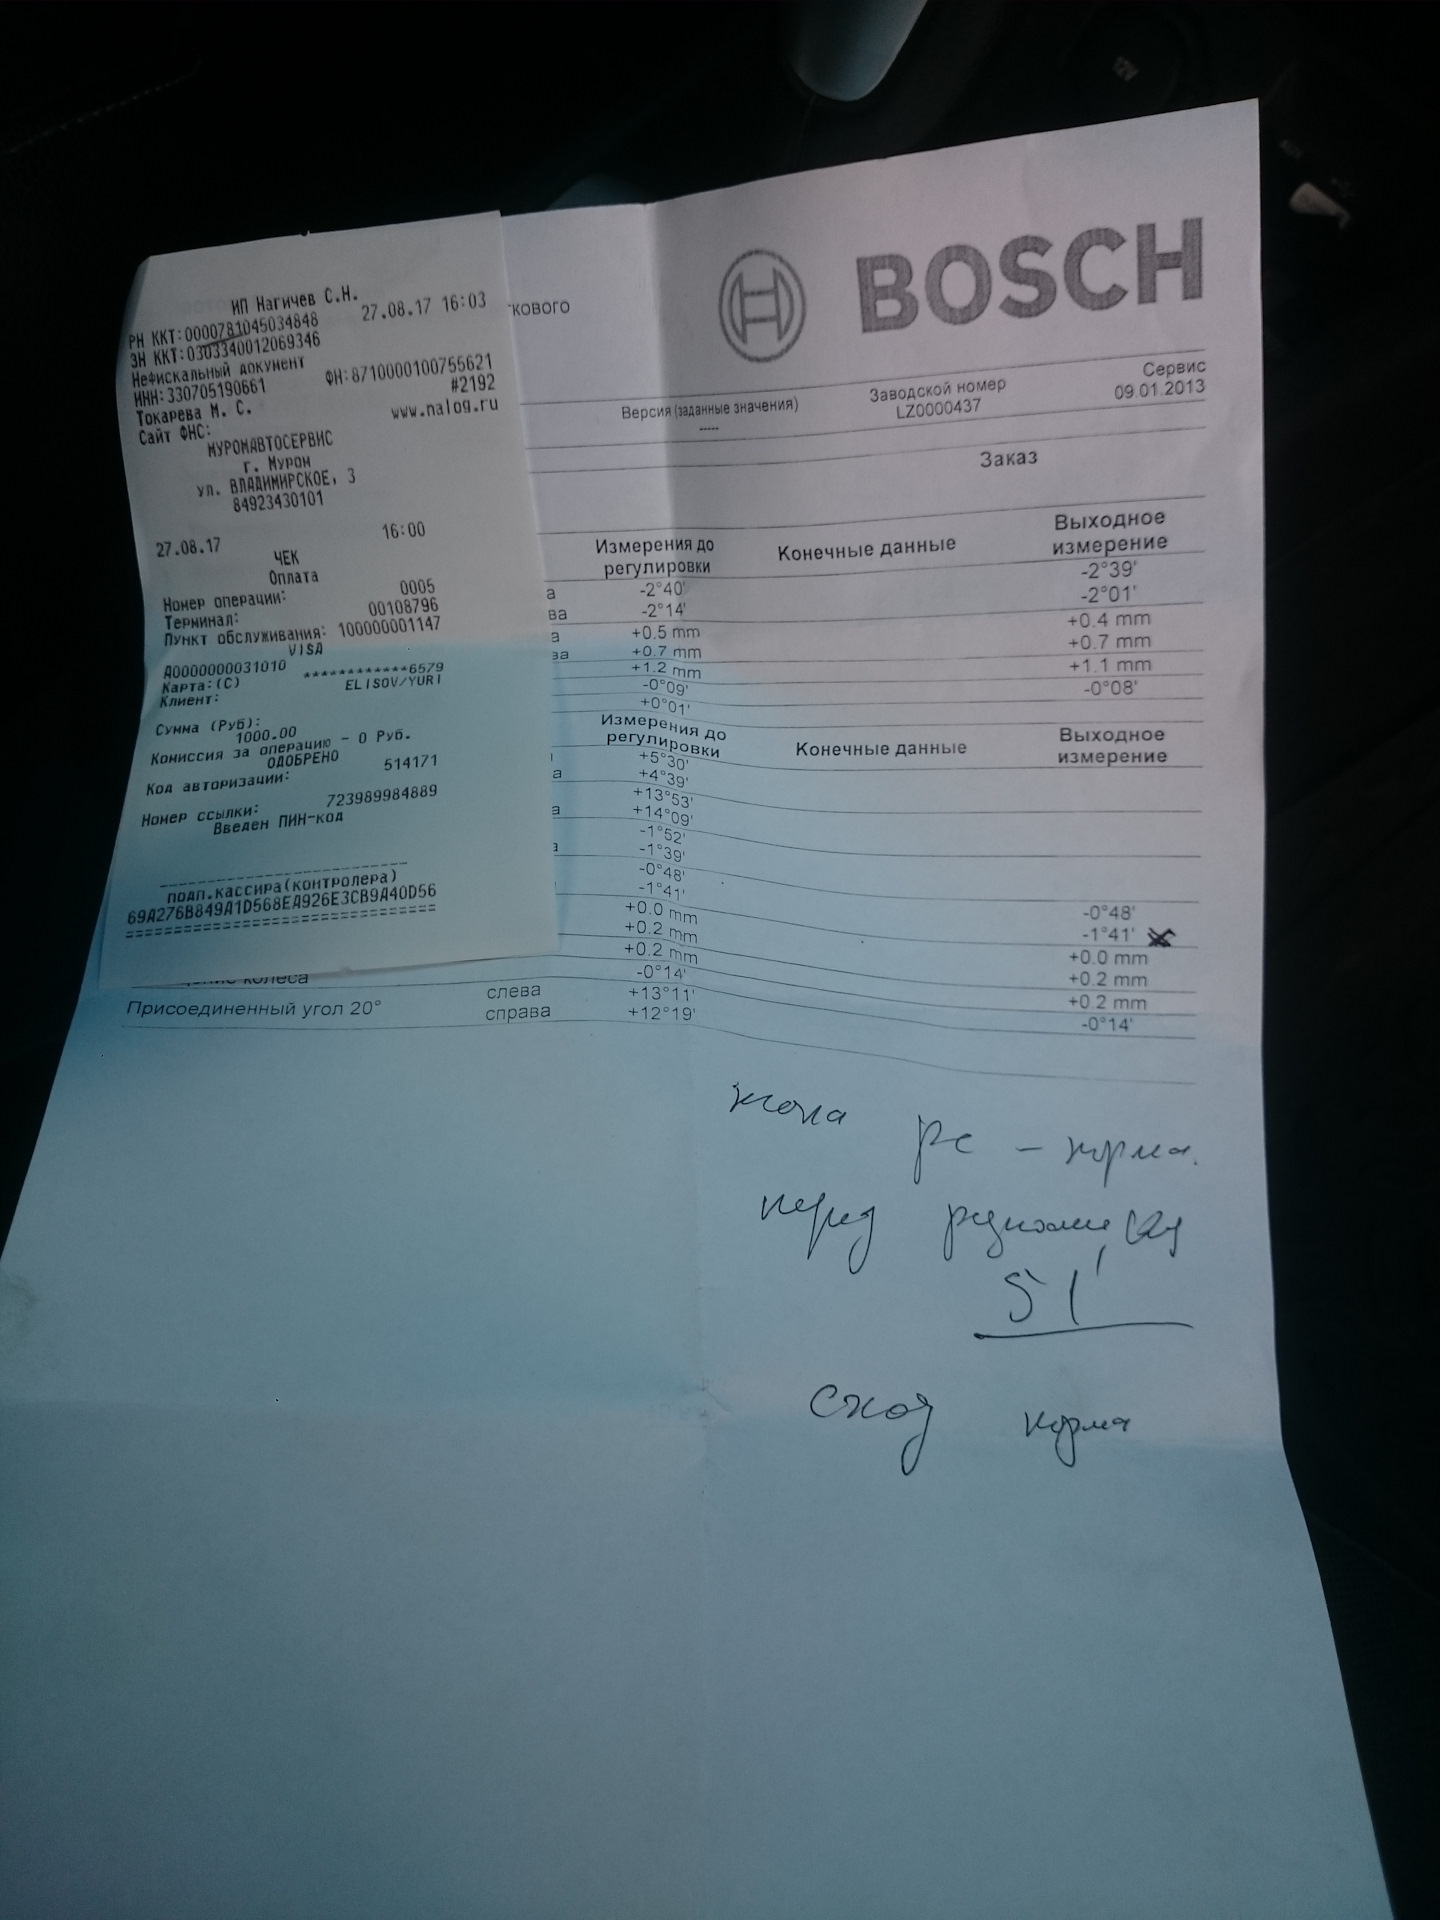 ИП Нагичев С.Н.
РН ККТ:0000781045034848 27.08.17 16:03
ЗН ККТ:0303340012069346
Нефискальный документ
ИНН:330705190661 ФН:8710000100755621
Токарева М. С. #2192
Сайт ФНС: www.nalog.ru
МУРОМАВТОСЕРВИС
г. Муром
ул. ВЛАДИМИРСКОЕ, 3
84923430101
27.08.17 16:00
ЧЕК
Оплата
Номер операции: 0005
Терминал: 00108796
Пункт обслуживания: 100000001147
VISA
A0000000031010
Карта:(C) ************6579
Клиент: ELISOV/YURI
Сумма (Руб):
1000.00
Комиссия за операцию - 0 Руб.
ОДОБРЕНО
Код авторизации: 514171
Номер ссылки: 723989984889
Введен ПИН-код
подп.кассира(контролера)
69A276B849A1D568EA926E3CB9A40D56
==============================
BOSCH
кового
Версия (заданные значения) Заводской номер Сервис
----- LZ0000437 09.01.2013
Заказ
Измерения до регулировки Конечные данные Выходное измерение
а -2°40' -2°39'
ва -2°14' -2°01'
а +0.5 mm +0.4 mm
ва +0.7 mm +0.7 mm
+1.2 mm +1.1 mm
-0°09' -0°08'
+0°01'
Измерения до регулировки Конечные данные Выходное измерение
+5°30'
а +4°39'
+13°53'
а +14°09'
-1°52'
а -1°39'
-0°48' -0°48'
-1°41' -1°41'
+0.0 mm +0.0 mm
+0.2 mm +0.2 mm
+0.2 mm +0.2 mm
колеса -0°14' -0°14'
Присоединенный угол 20° слева +13°11'
справа +12°19'
норма.
перед
51'
сход норма